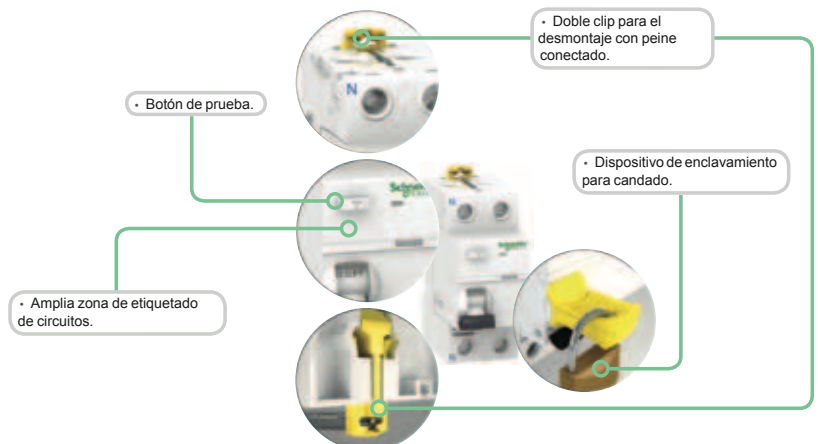 • Doble clip para el
desmontaje con peine
conectado.
• Botón de prueba.
N
• Dispositivo de enclavamiento
para candado.
Schneider
N
Schneider
• Amplia zona de etiquetado
de circuitos.
N